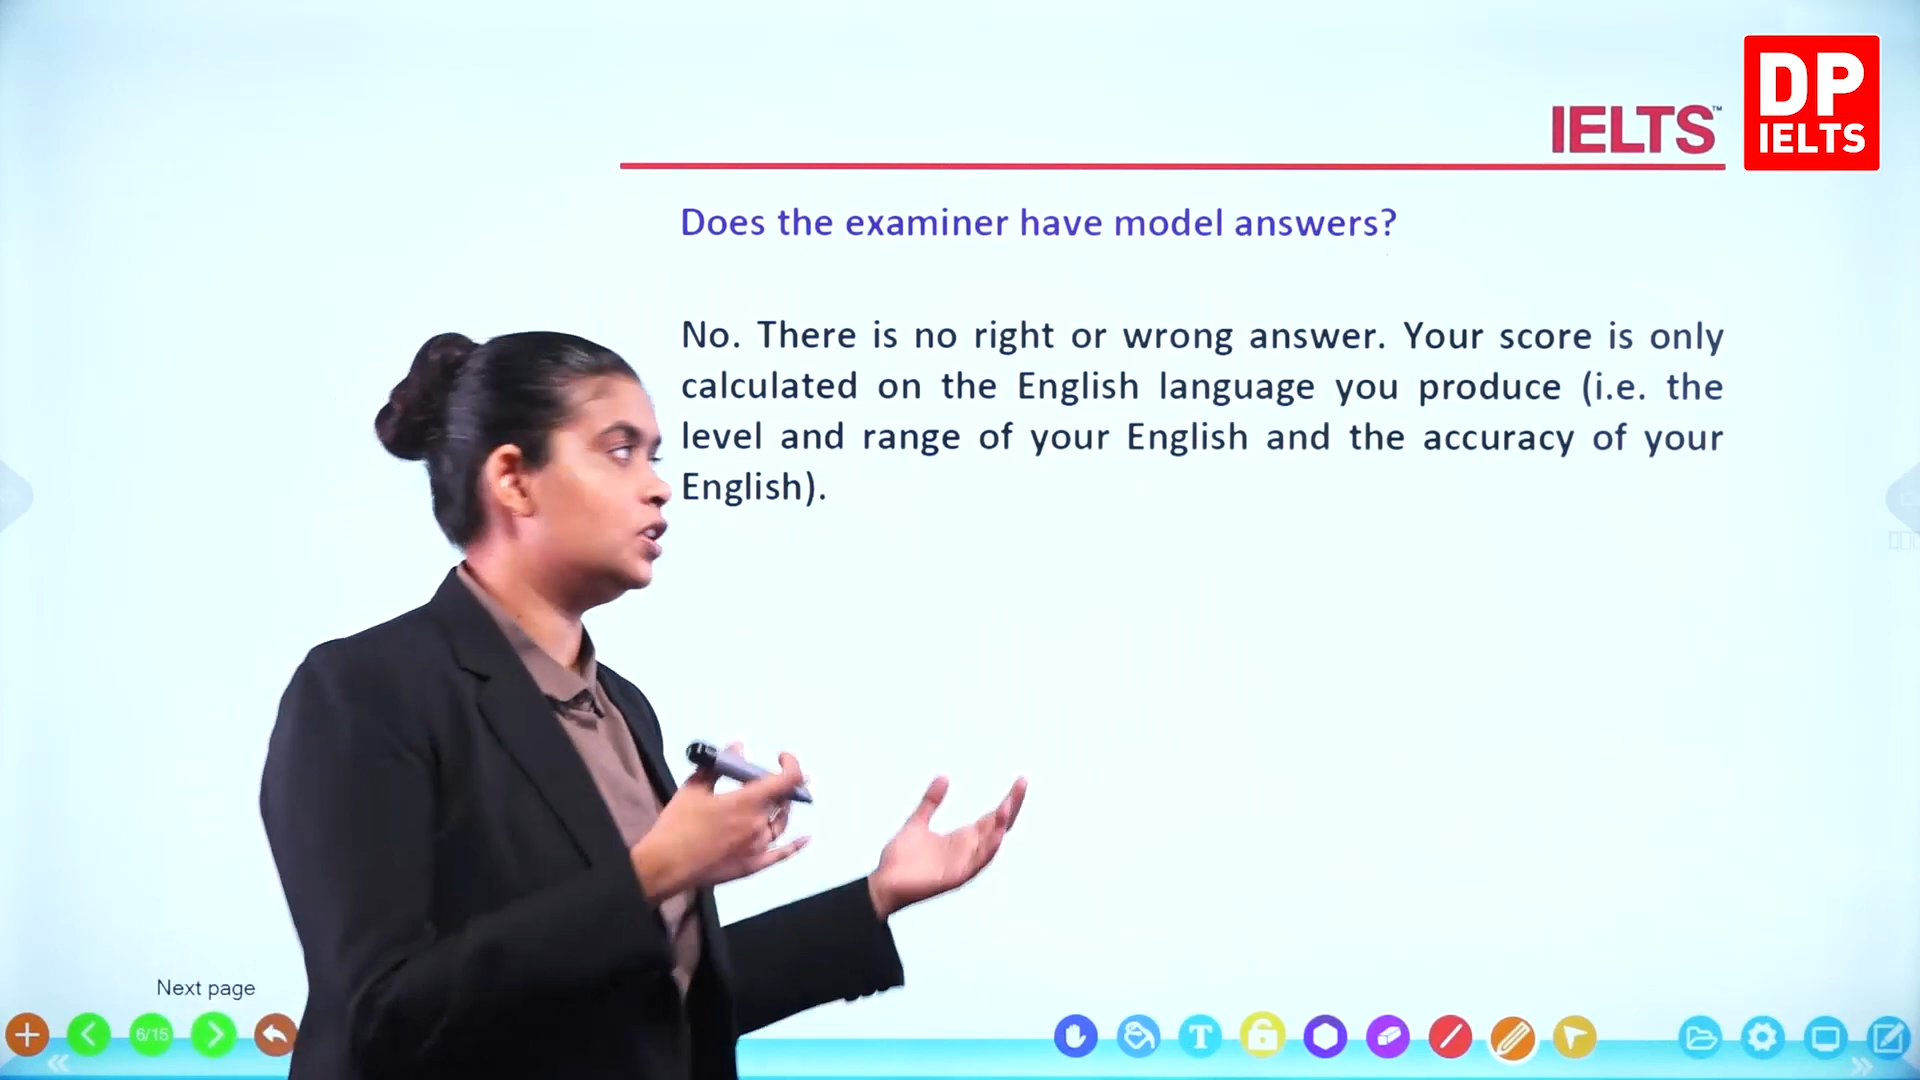 DP
IELTS
IELTS™
Does the examiner have model answers?
No. There is no right or wrong answer. Your score is only
calculated on the English language you produce (i.e. the
level and range of your English and the accuracy of your
English).
Next page
6/15
T